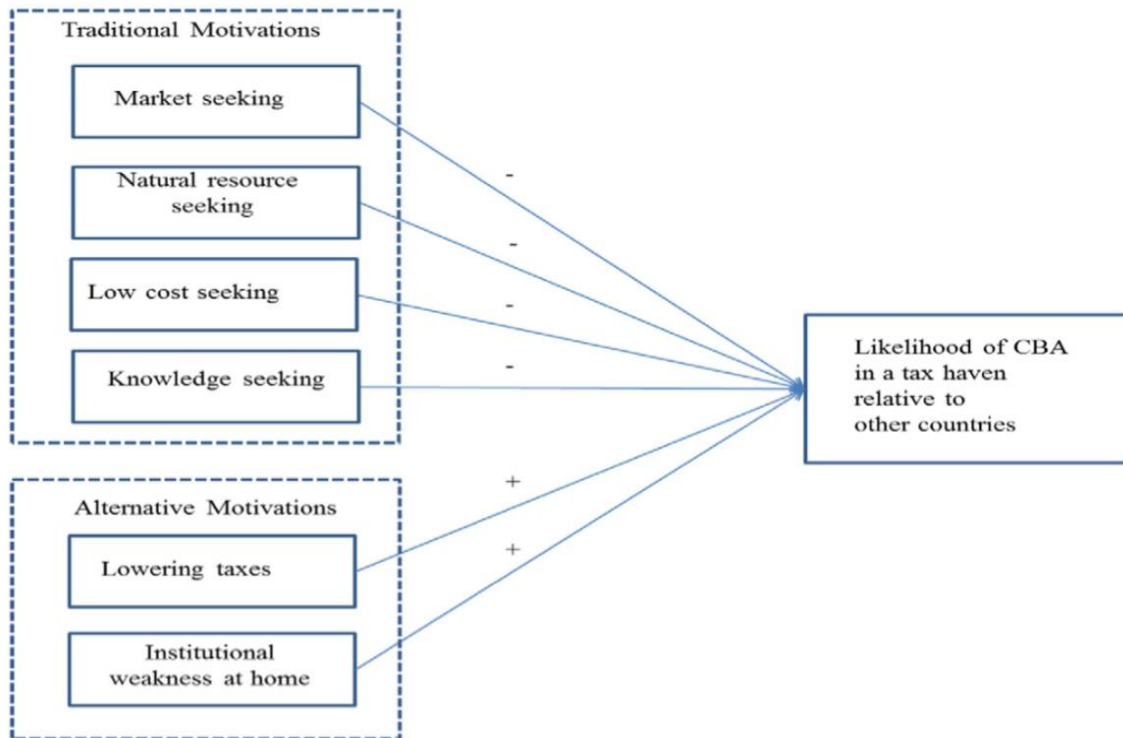 Traditional Motivations
Market seeking
Natural resource
seeking
Low cost seeking
Knowledge seeking
-
-
-
-
Alternative Motivations
Lowering taxes
Institutional
weakness at home
+
+
Likelihood of CBA
in a tax haven
relative to
other countries